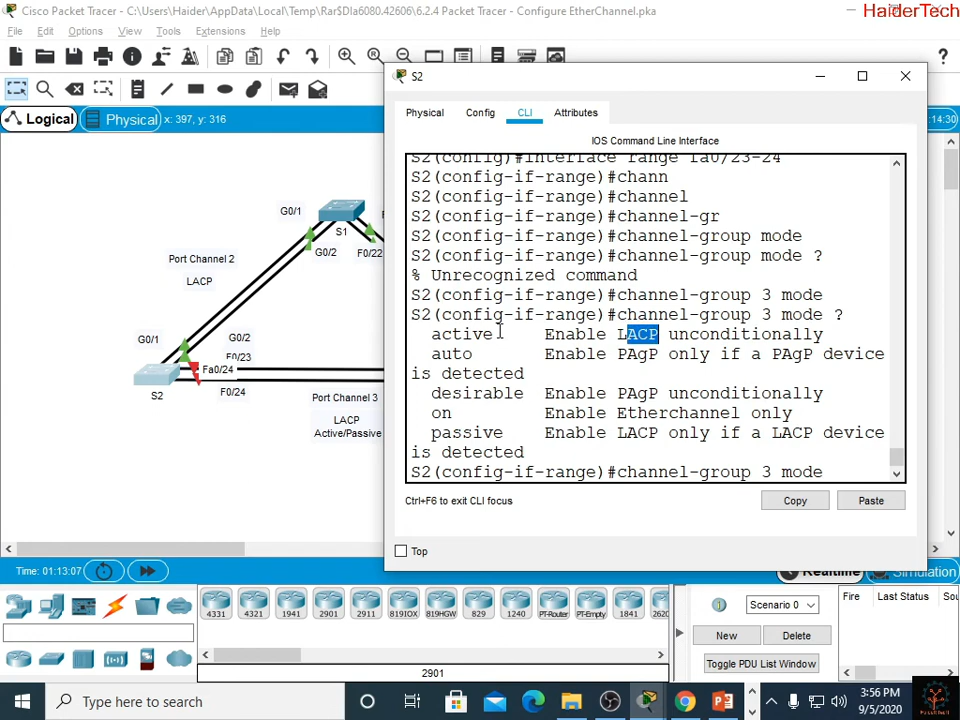 Cisco Packet Tracer - C:\Users\Haider\AppData\Local\Temp\Rar$DIa6080.42606\6.2.4 Packet Tracer - Configure EtherChannel.pka
HaiderTech
File Edit Options View Tools Extensions Help
?
Logical Physical x: 397, y: 316
:14:30
S2
Physical Config CLI Attributes
IOS Command Line Interface
S2(config)#interface range fa0/23-24
S2(config-if-range)#chann
S2(config-if-range)#channel
S2(config-if-range)#channel-gr
S2(config-if-range)#channel-group mode
S2(config-if-range)#channel-group mode ?
% Unrecognized command
S2(config-if-range)#channel-group 3 mode
S2(config-if-range)#channel-group 3 mode ?
active Enable LACP unconditionally
auto Enable PAgP only if a PAgP device
is detected
desirable Enable PAgP unconditionally
on Enable Etherchannel only
passive Enable LACP only if a LACP device
is detected
S2(config-if-range)#channel-group 3 mode
Ctrl+F6 to exit CLI focus
Copy Paste
Top
G0/1
S1
G0/2 F0/22
Port Channel 2
LACP
G0/1 G0/2
F0/23
Fa0/24
S2 F0/24
Port Channel 3
LACP
Active/Passive
Time: 01:13:07
Realtime Simulation
4331 4321 1941 2901 2911 819IOX 819HGW 829 1240 PT-Router PT-Empty 1841 2620
2901
Scenario 0
New Delete
Toggle PDU List Window
Fire Last Status
Type here to search
3:56 PM
9/5/2020